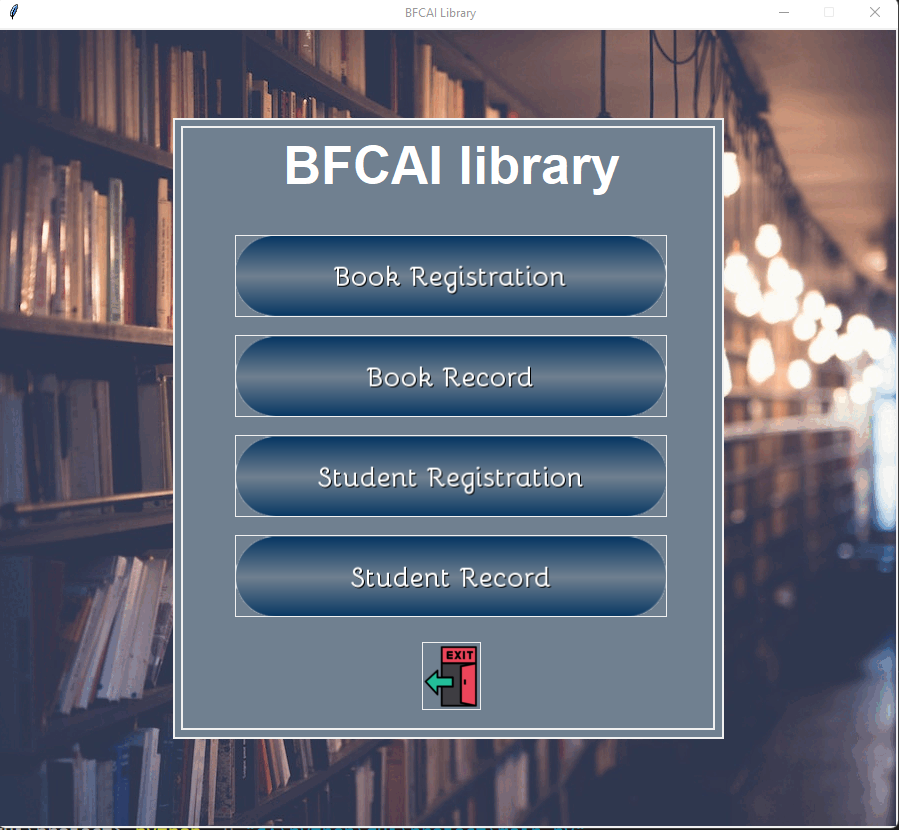 BFCAI Library
BFCAI library
Book Registration
Book Record
Student Registration
Student Record
EXIT